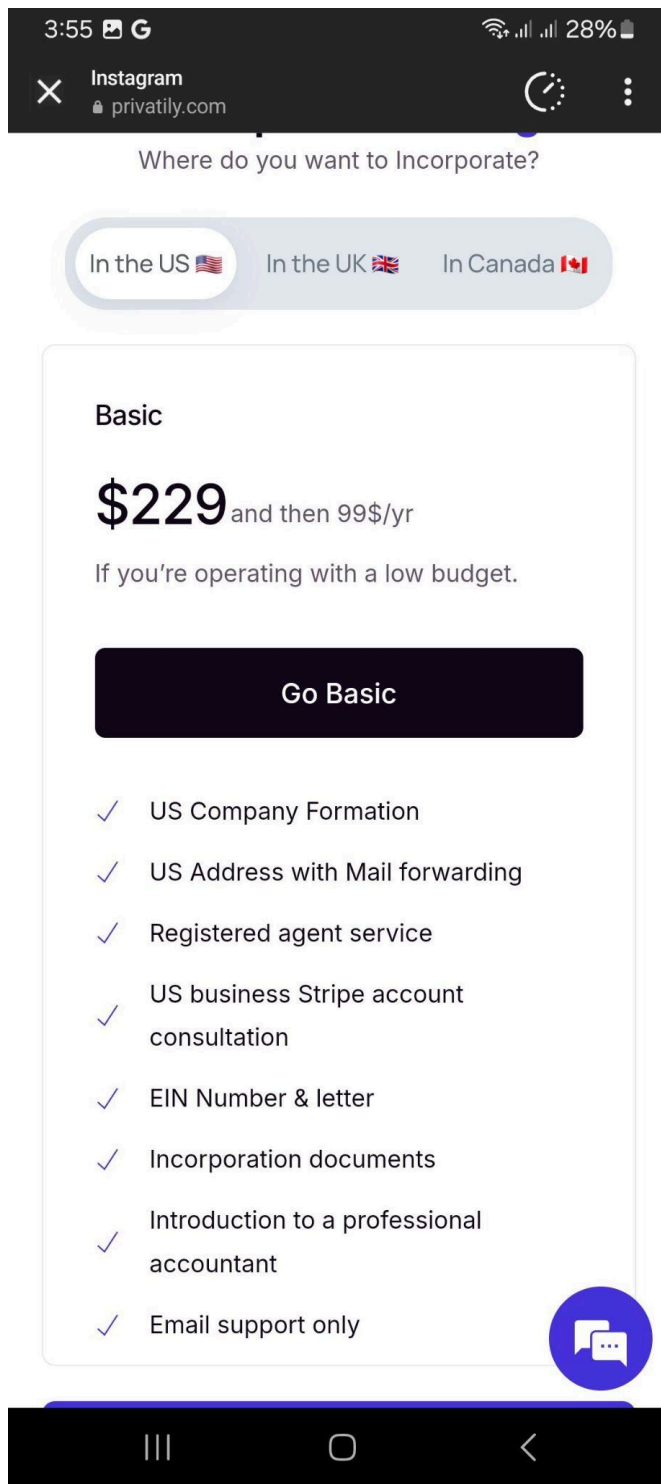 3:55 G 28%
Instagram
privatily.com
Where do you want to Incorporate?
In the US 🇺🇸 In the UK 🇬🇧 In Canada 🇨🇦
Basic
$229 and then 99$/yr
If you’re operating with a low budget.
Go Basic
US Company Formation
US Address with Mail forwarding
Registered agent service
US business Stripe account
consultation
EIN Number & letter
Incorporation documents
Introduction to a professional
accountant
Email support only